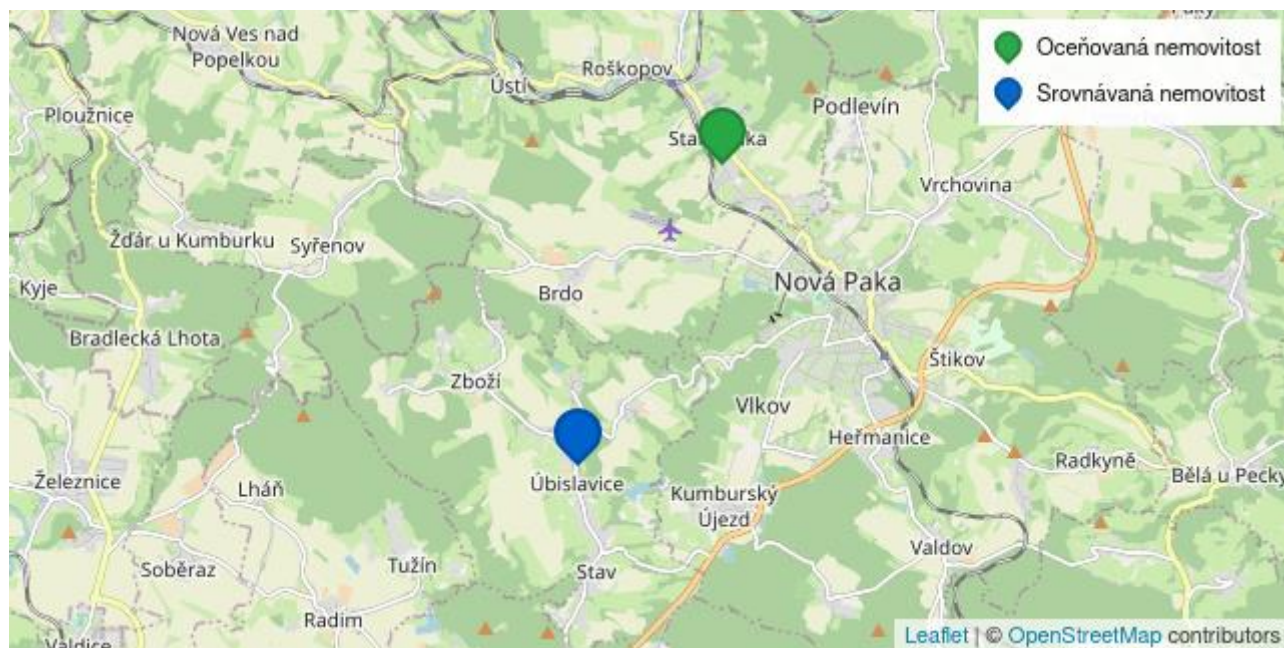 Nová Ves nad
Popelkou
Ústí
Roškopov
Podlevín
Oceňovaná nemovitost
Srovnávaná nemovitost
Ploužnice
Vrchovina
Žďár u Kumburku
Syřenov
Kyje
Brdo
Nová Paka
Bradlecká Lhota
Štikov
Zboží
Vlkov
Heřmanice
Radkyně
Železnice
Lháň
Úbislavice
Kumburský
Újezd
Bělá u Pecky
Soběraz
Tužín
Stav
Valdov
Radim
Valdice
Leaflet | © OpenStreetMap contributors